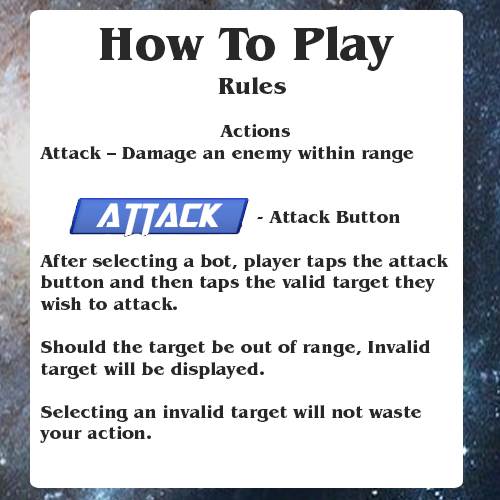 How To Play
Rules
Actions
Attack – Damage an enemy within range
ATTACK - Attack Button
After selecting a bot, player taps the attack
button and then taps the valid target they
wish to attack.
Should the target be out of range, Invalid
target will be displayed.
Selecting an invalid target will not waste
your action.